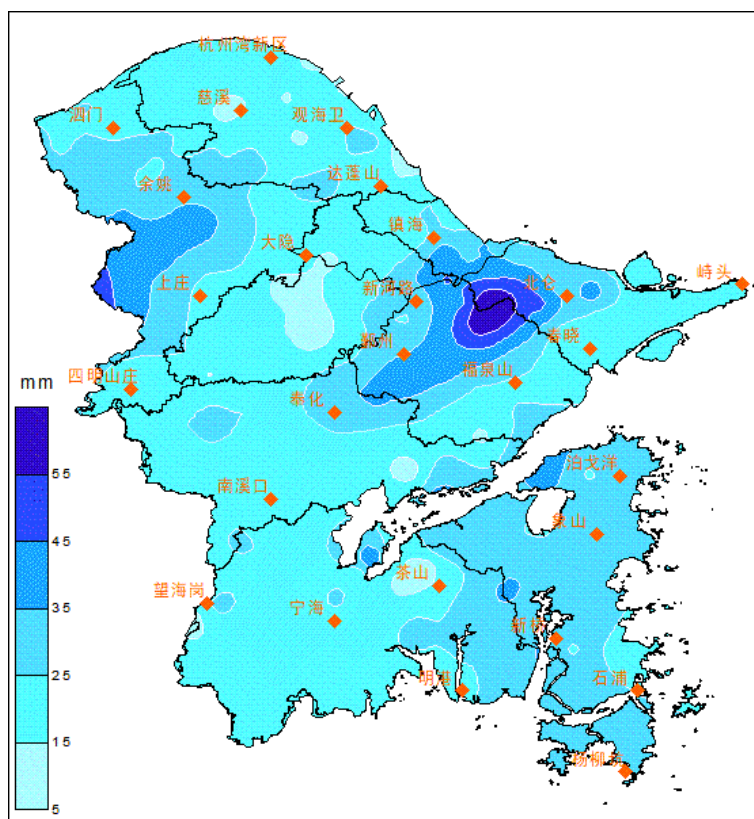 杭州湾新区
慈溪
泗门
观海卫
达蓬山
余姚
镇海
大隐
峙头
上庄
新洞路
北仑
鄞州
春晓
四明山庄
福泉山
mm
奉化
55
泊戈洋
南溪口
45
象山
35
茶山
望海岗
宁海
新桥
25
明港
石浦
15
5